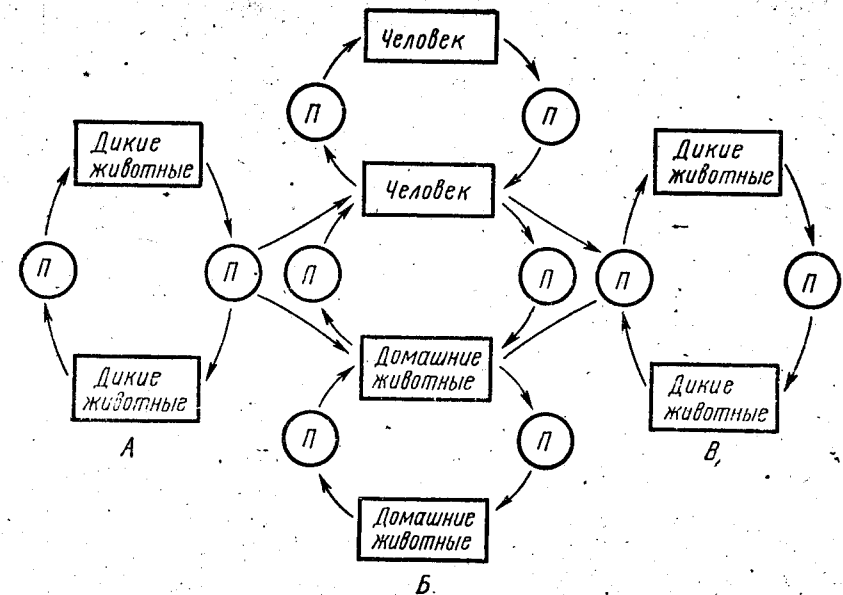 Человек
П
П
Дикие
животные
Дикие
животные
Человек
П
П
П
П
П
П
Дикие
животные
Домашние
животные
Дикие
животные
П
П
А
В
Домашние
животные
Б.